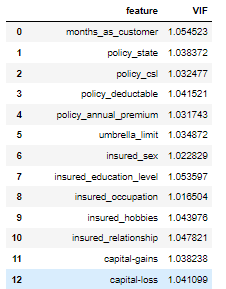 feature VIF
0 months_as_customer 1.054523
1 policy_state 1.038372
2 policy_csl 1.032477
3 policy_deductable 1.041521
4 policy_annual_premium 1.031743
5 umbrella_limit 1.034872
6 insured_sex 1.022829
7 insured_education_level 1.053597
8 insured_occupation 1.016504
9 insured_hobbies 1.043976
10 insured_relationship 1.047821
11 capital-gains 1.038238
12 capital-loss 1.041099